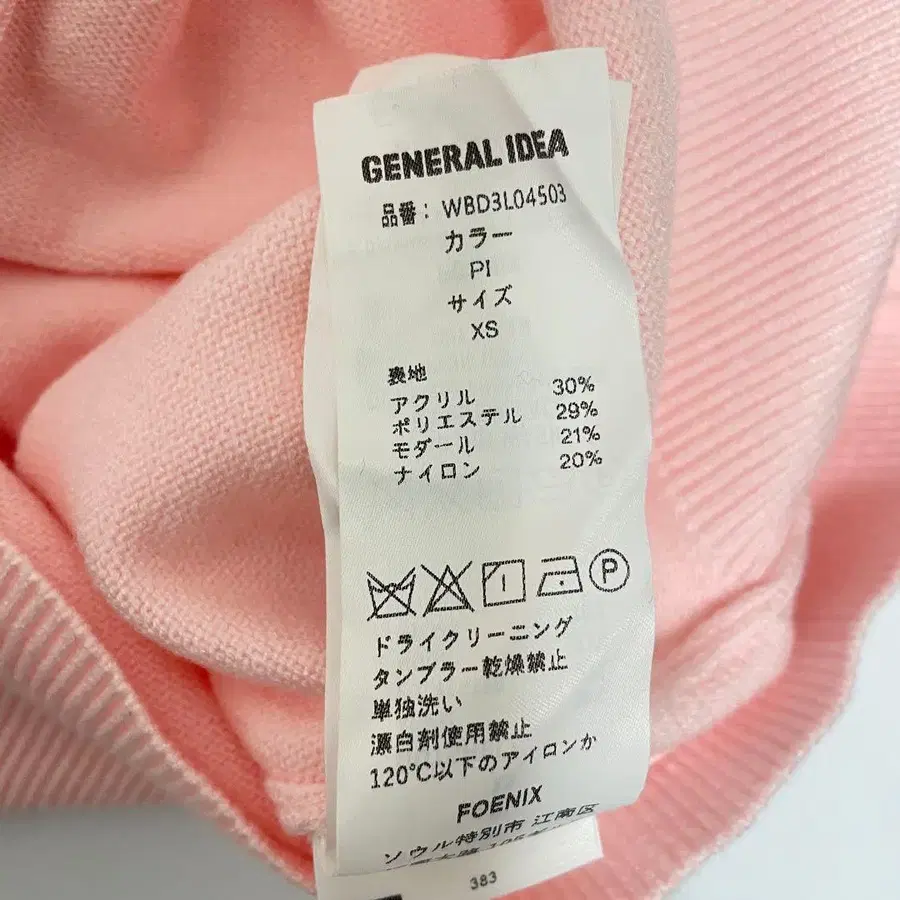 GENERAL IDEA
品番: WBD3L04503
カラー
PI
サイズ
XS
表地
アクリル 30%
ポリエステル 29%
モダール 21%
ナイロン 20%
P
ドライクリーニング
タンブラー乾燥禁止
単独洗い
漂白剤使用禁止
120℃以下のアイロンか
FOENIX
ソウル特別市 江南区
383